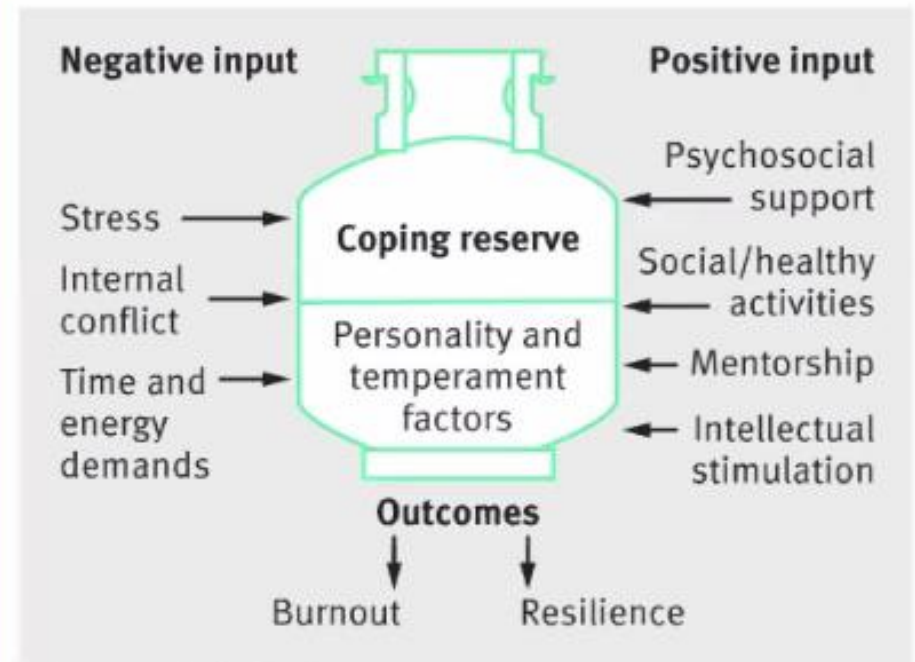 Negative input
Positive input
Stress
Internal
conflict
Time and
energy
demands
Coping reserve
Personality and
temperament
factors
Psychosocial
support
Social/healthy
activities
Mentorship
Intellectual
stimulation
Outcomes
Burnout
Resilience